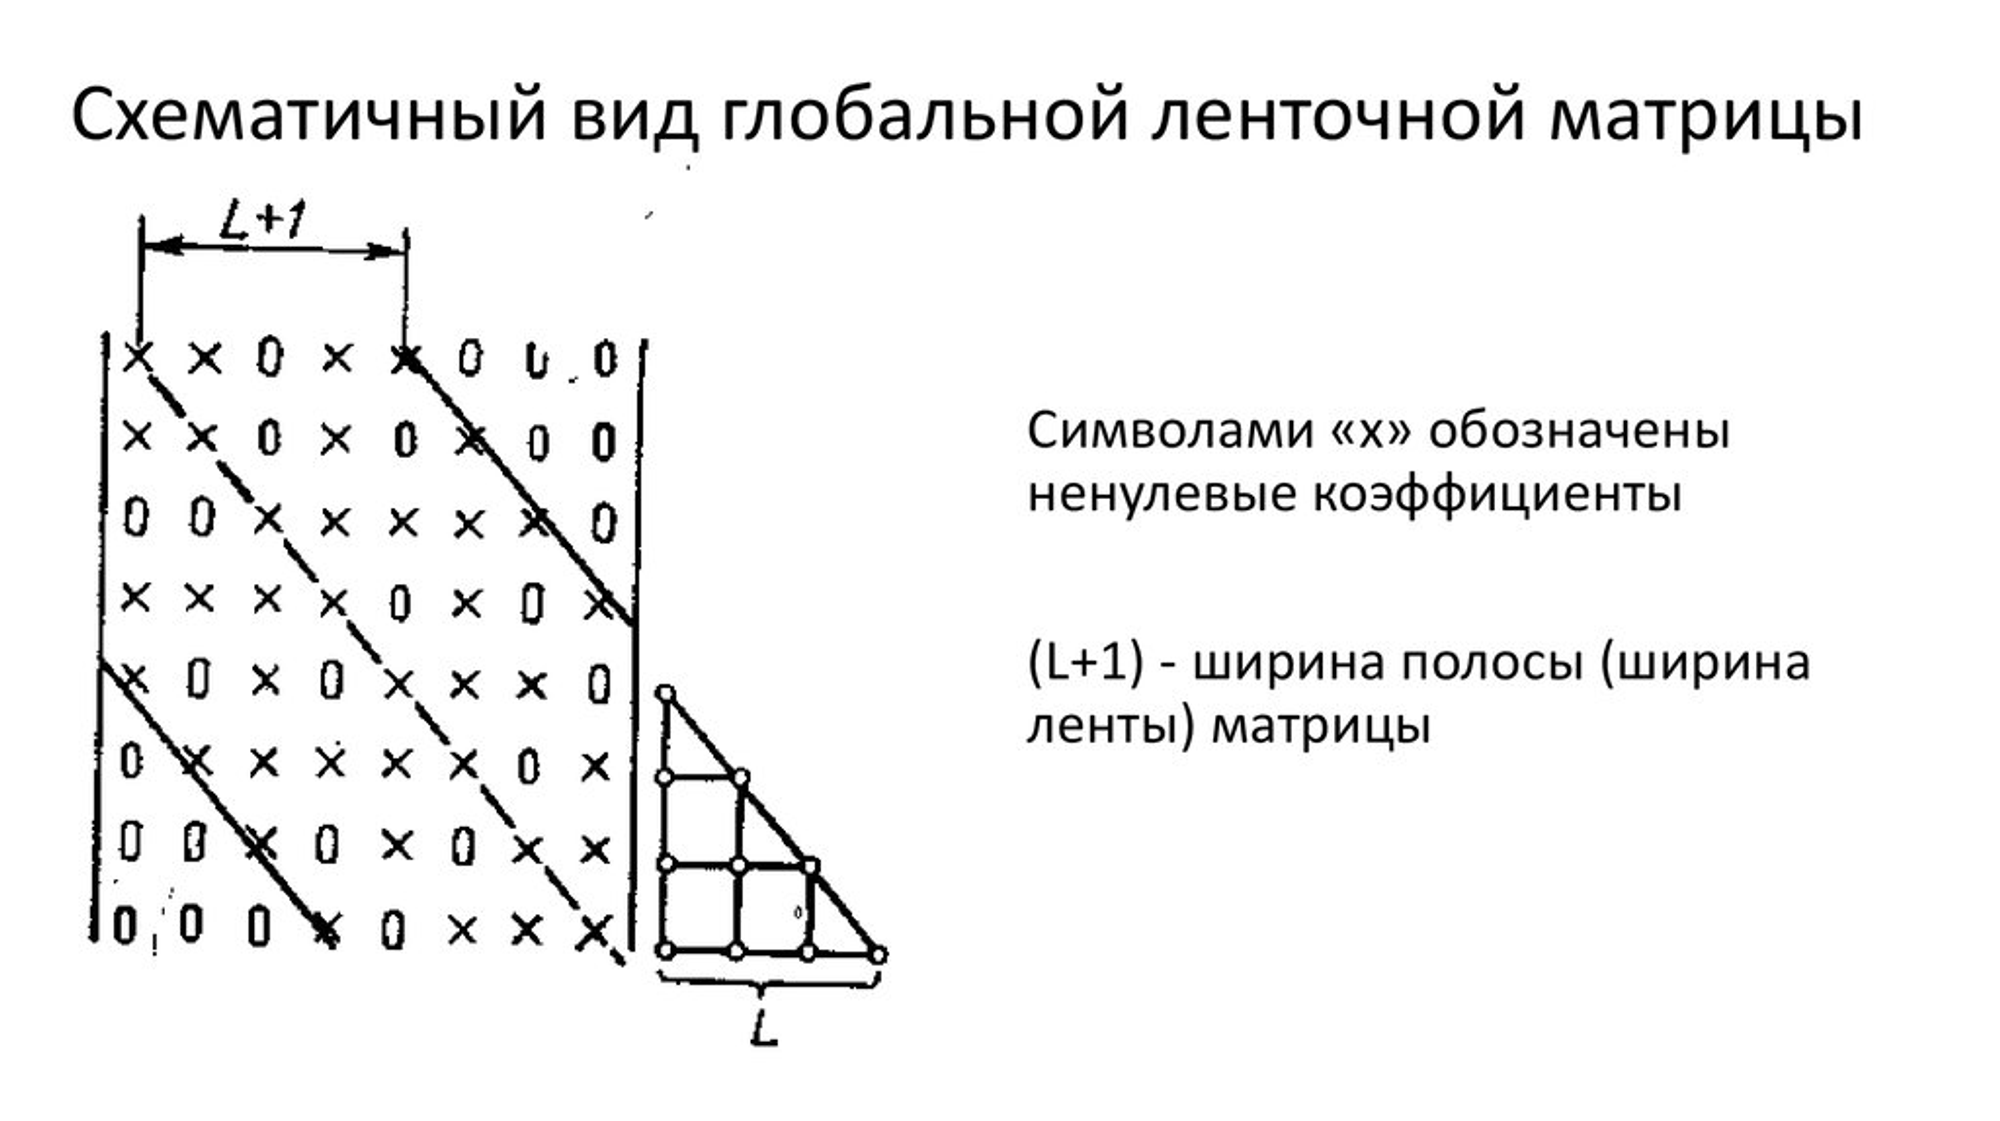 Схематичный вид глобальной ленточной матрицы
L+1
× × 0 × × 0 0 0
× × 0 × 0 × 0 0
0 0 × × × × × 0
× × × × 0 × 0 ×
× 0 × 0 × × × 0
0 × × × × × 0 ×
0 0 × 0 × 0 × ×
0 0 0 × 0 × × ×
L
Символами «х» обозначены
ненулевые коэффициенты
(L+1) - ширина полосы (ширина
ленты) матрицы